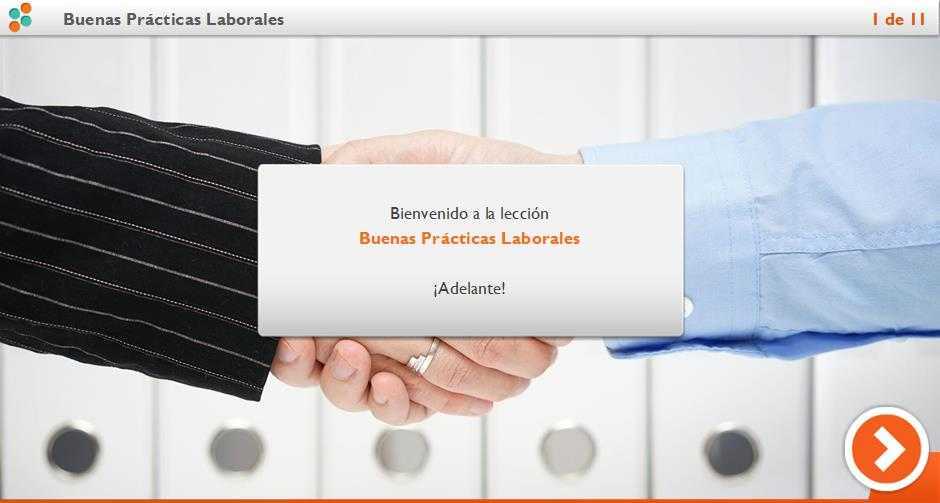 Buenas Prácticas Laborales
1 de 11
Bienvenido a la lección
Buenas Prácticas Laborales
¡Adelante!